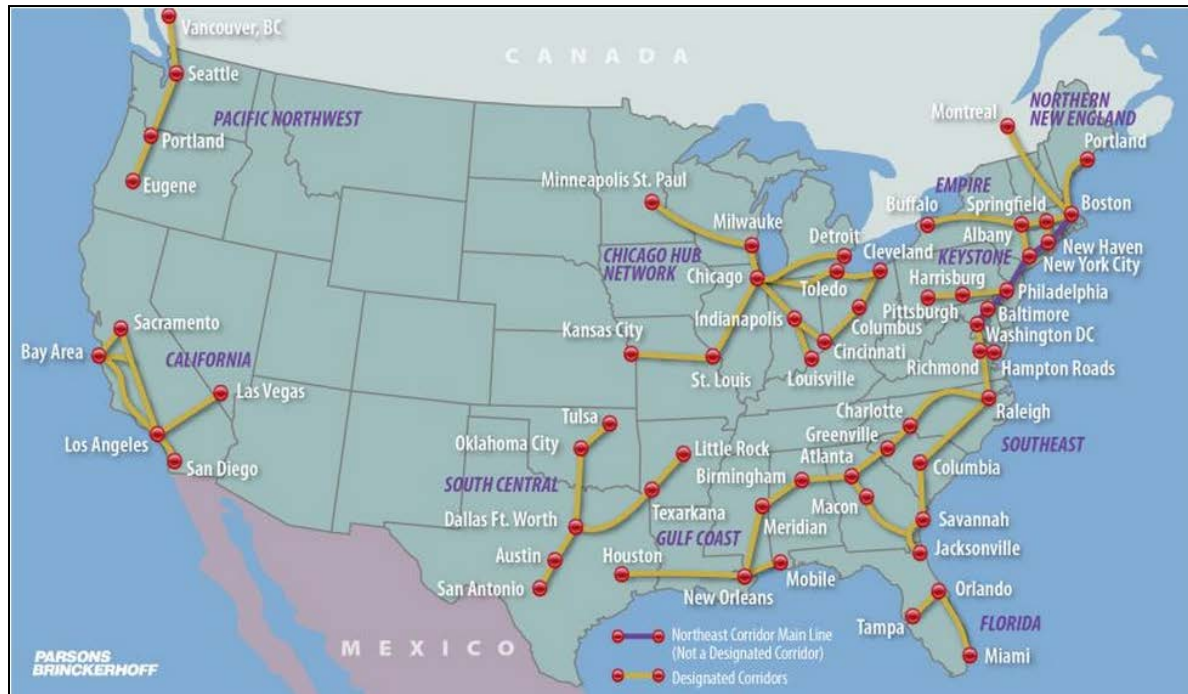 Vancouver, BC
CANADA
Seattle
PACIFIC NORTHWEST
Portland
Eugene
Montreal
NORTHERN
NEW ENGLAND
Portland
Minneapolis St. Paul
EMPIRE
Buffalo
Springfield
Boston
Milwauke
Albany
Detroit
Cleveland
New Haven
CHICAGO HUB
NETWORK
KEYSTONE
New York City
Chicago
Toledo
Harrisburg
Philadelphia
Pittsburgh
Baltimore
Indianapolis
Columbus
Washington DC
Sacramento
Kansas City
Cincinnati
Bay Area
CALIFORNIA
St. Louis
Louisville
Richmond
Hampton Roads
Las Vegas
Tulsa
Charlotte
Raleigh
Los Angeles
Oklahoma City
Little Rock
Greenville
SOUTHEAST
San Diego
Birmingham
Atlanta
Columbia
SOUTH CENTRAL
Texarkana
Macon
Dallas Ft. Worth
Meridian
Savannah
GULF COAST
Austin
Houston
Jacksonville
San Antonio
Mobile
New Orleans
Orlando
Tampa
FLORIDA
MEXICO
Northeast Corridor Main Line
(Not a Designated Corridor)
Miami
Designated Corridors
PARSONS
BRINCKERHOFF